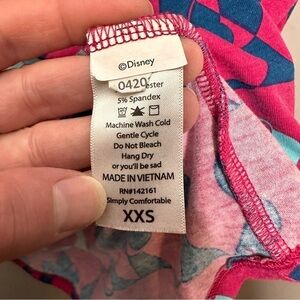 ©Disney
0420 ester
5% Spandex
Machine Wash Cold
Gentle Cycle
Do Not Bleach
Hang Dry
or you'll be sad
MADE IN VIETNAM
RN#142161
Simply Comfortable
XXS